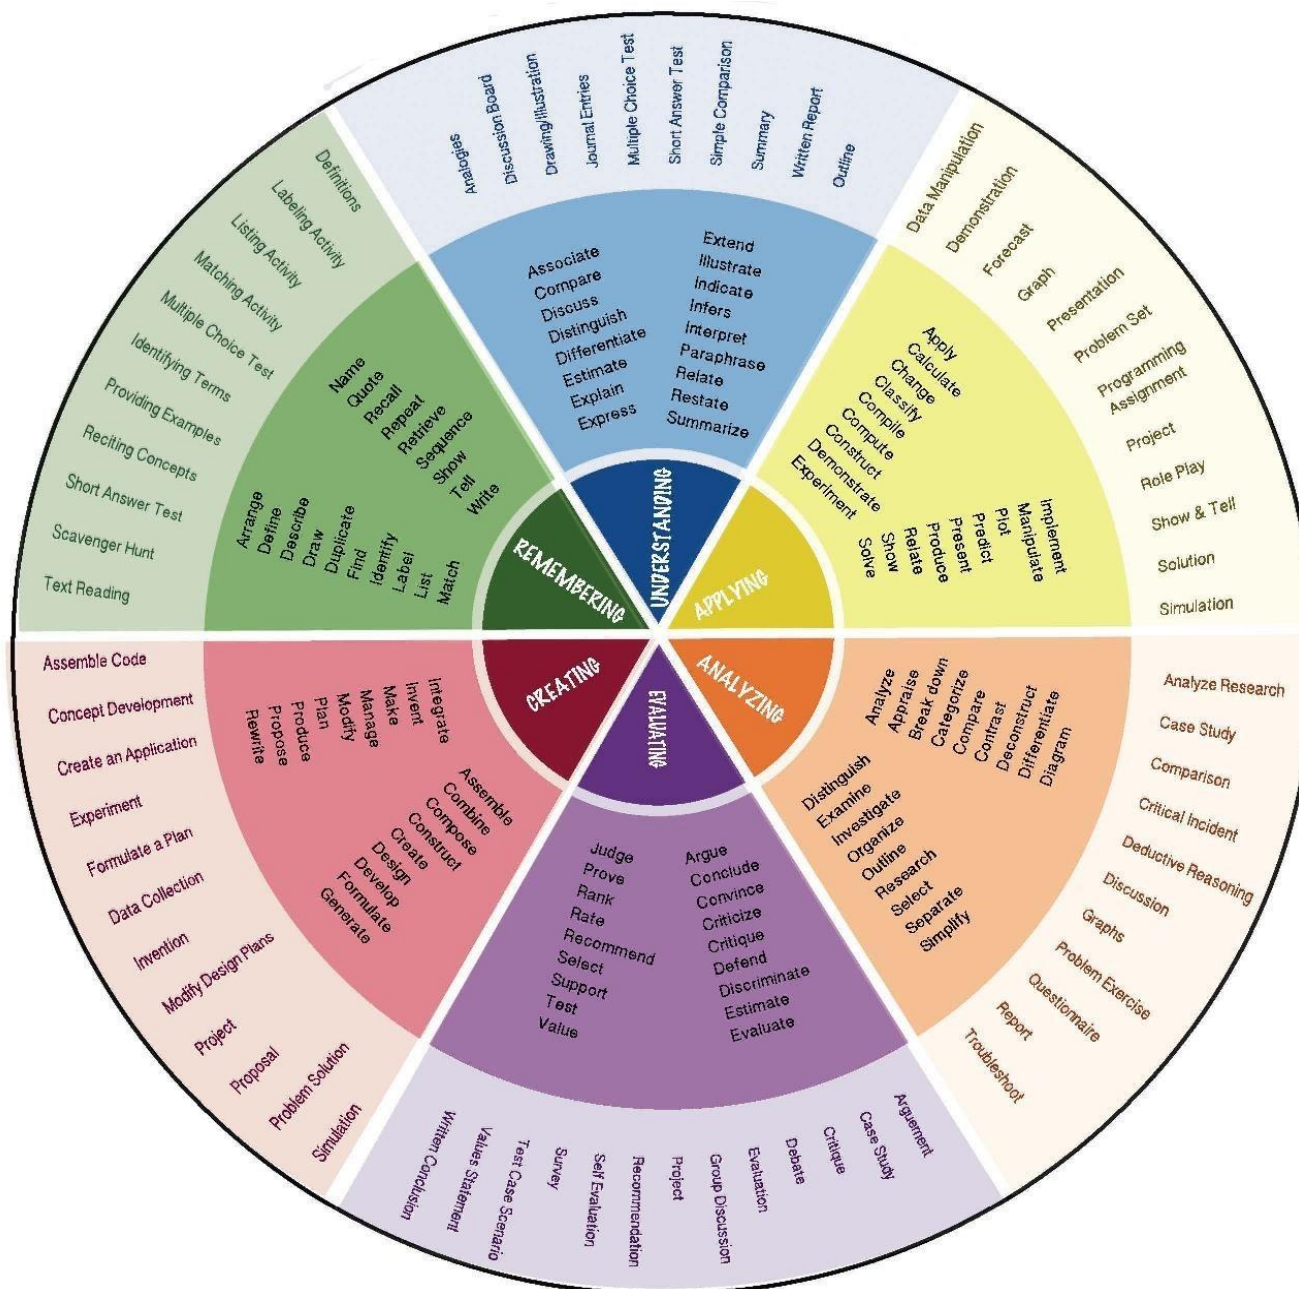 REMEMBERING
Name
Quote
Recall
Repeat
Retrieve
Sequence
Show
Tell
Write
Arrange
Define
Describe
Draw
Duplicate
Find
Identify
Label
List
Match
Definitions
Labeling Activity
Listing Activity
Matching Activity
Multiple Choice Test
Identifying Terms
Providing Examples
Reciting Concepts
Short Answer Test
Scavenger Hunt
Text Reading
UNDERSTANDING
Associate
Compare
Discuss
Distinguish
Differentiate
Estimate
Explain
Express
Extend
Illustrate
Indicate
Infers
Interpret
Paraphrase
Relate
Restate
Summarize
Analogies
Discussion Board
Drawing/Illustration
Journal Entries
Multiple Choice Test
Short Answer Test
Simple Comparison
Summary
Written Report
Outline
APPLYING
Apply
Calculate
Change
Classify
Compile
Compute
Construct
Demonstrate
Experiment
Implement
Manipulate
Plot
Predict
Present
Produce
Relate
Show
Solve
Data Manipulation
Demonstration
Forecast
Graph
Presentation
Problem Set
Programming
Assignment
Project
Role Play
Show & Tell
Solution
Simulation
ANALYZING
Analyze
Appraise
Break down
Categorize
Compare
Contrast
Deconstruct
Differentiate
Diagram
Distinguish
Examine
Investigate
Organize
Outline
Research
Select
Separate
Simplify
Analyze Research
Case Study
Comparison
Critical Incident
Deductive Reasoning
Discussion
Graphs
Problem Exercise
Questionnaire
Report
Troubleshoot
EVALUATING
Argue
Conclude
Convince
Criticize
Critique
Defend
Discriminate
Estimate
Evaluate
Judge
Prove
Rank
Rate
Recommend
Select
Support
Test
Value
Arguement
Case Study
Critique
Debate
Evaluation
Group Discussion
Project
Recommendation
Self Evaluation
Survey
Test Case Scenario
Values Statement
Written Conclusion
CREATING
Assemble
Combine
Compose
Construct
Create
Design
Develop
Formulate
Generate
Integrate
Invent
Make
Manage
Modify
Plan
Produce
Propose
Rewrite
Assemble Code
Concept Development
Create an Application
Experiment
Formulate a Plan
Data Collection
Invention
Modify Design Plans
Project
Proposal
Problem Solution
Simulation